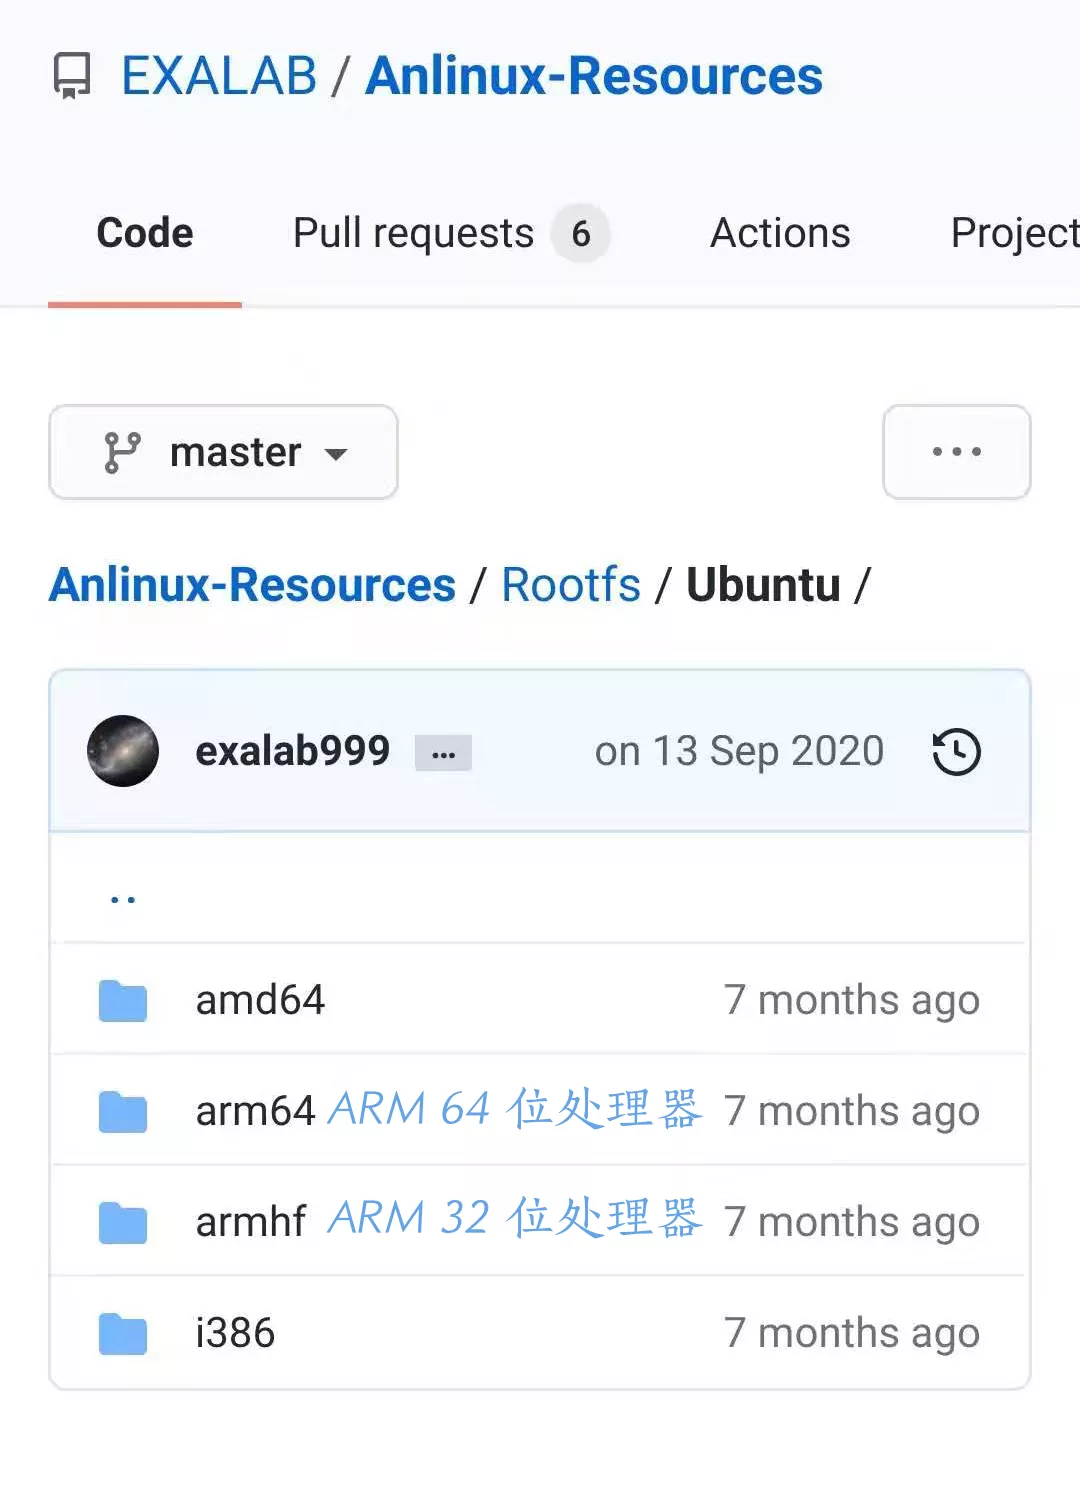 EXALAB / Anlinux-Resources
Code Pull requests 6 Actions Project
master ...
Anlinux-Resources / Rootfs / Ubuntu /
exalab999 ... on 13 Sep 2020
..
amd64 7 months ago
arm64 ARM 64 位处理器 7 months ago
armhf ARM 32 位处理器 7 months ago
i386 7 months ago